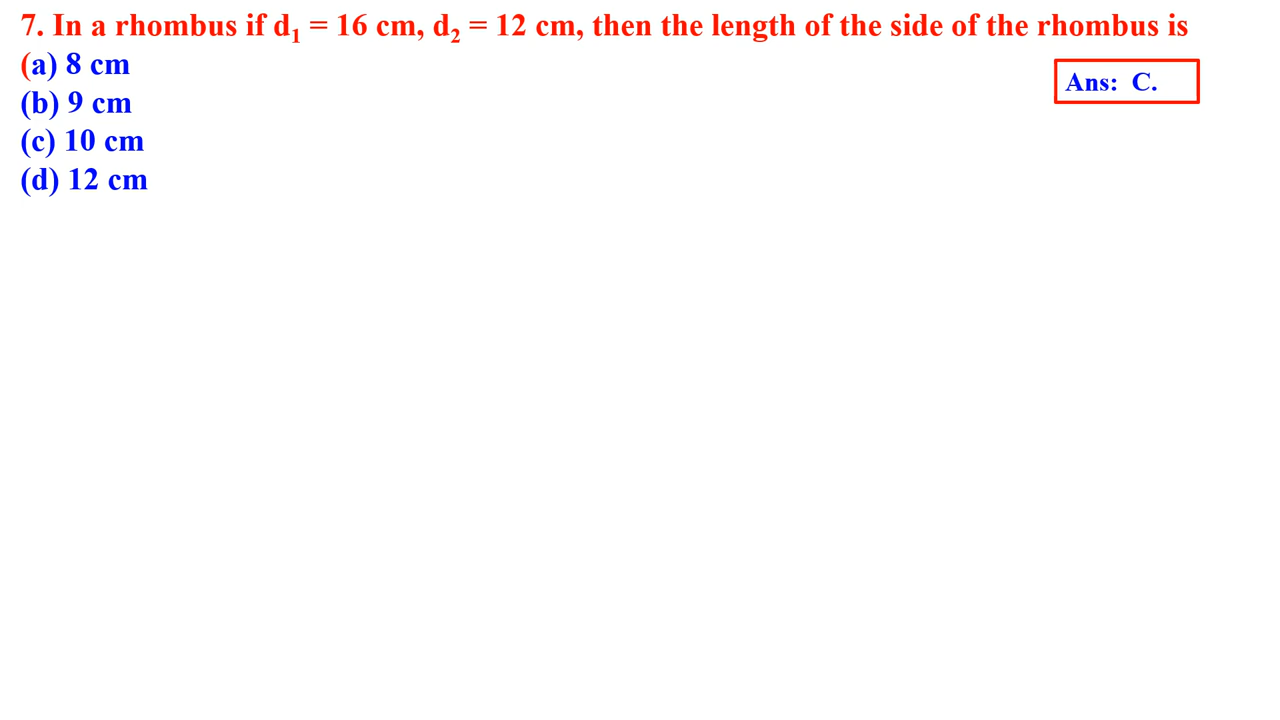 7. In a rhombus if d₁ = 16 cm, d₂ = 12 cm, then the length of the side of the rhombus is
(a) 8 cm
Ans: C.
(b) 9 cm
(c) 10 cm
(d) 12 cm